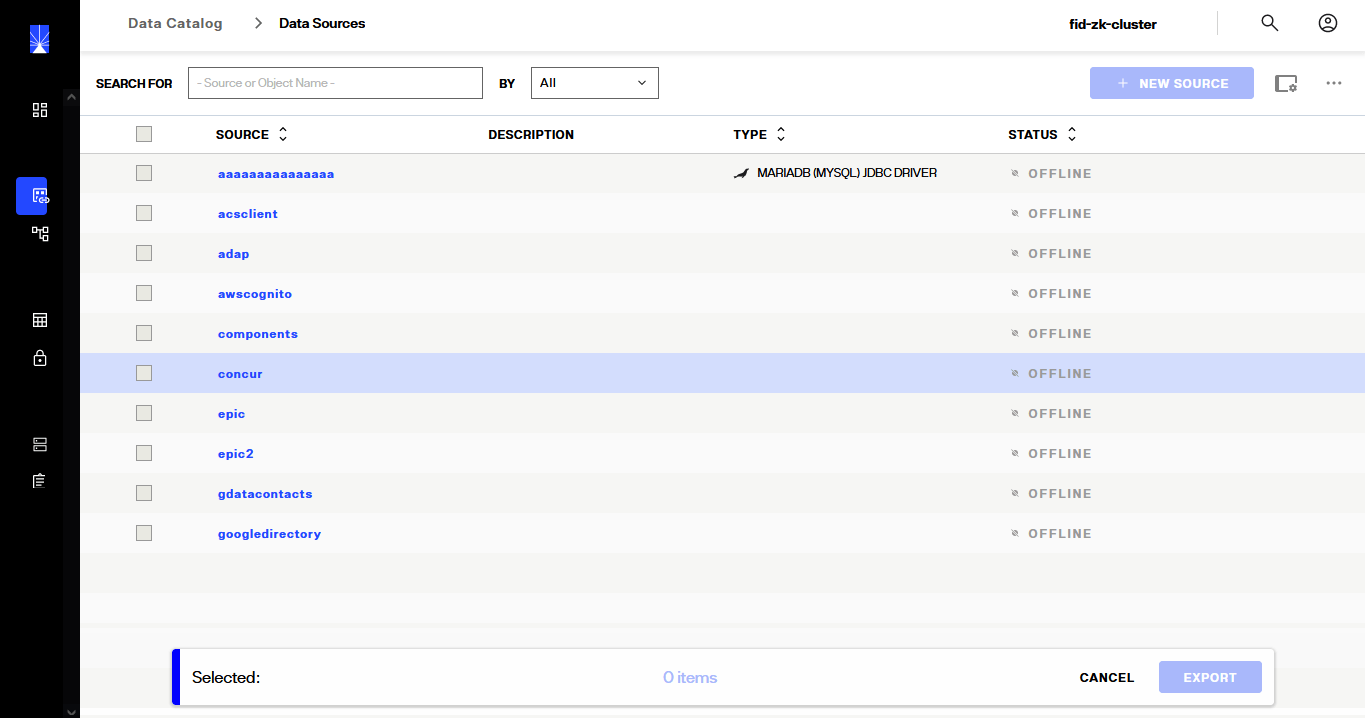 Data Catalog > Data Sources fid-zk-cluster
SEARCH FOR - Source or Object Name - BY All + NEW SOURCE
SOURCE DESCRIPTION TYPE STATUS
aaaaaaaaaaaaaaa MARIADB (MYSQL) JDBC DRIVER OFFLINE
acsclient OFFLINE
adap OFFLINE
awscognito OFFLINE
components OFFLINE
concur OFFLINE
epic OFFLINE
epic2 OFFLINE
gdatacontacts OFFLINE
googledirectory OFFLINE
Selected: 0 items CANCEL EXPORT